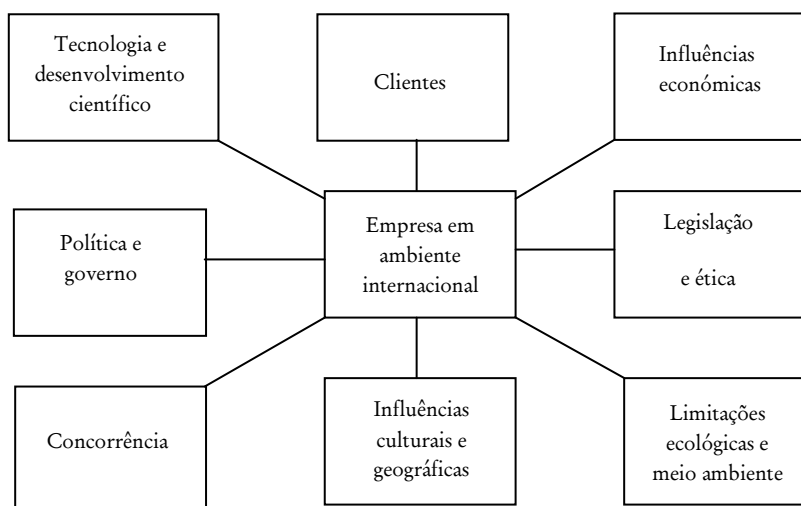 Tecnologia e
desenvolvimento
científico
Clientes
Influências
económicas
Política e
governo
Empresa em
ambiente
internacional
Legislação
e ética
Concorrência
Influências
culturais e
geográficas
Limitações
ecológicas e
meio ambiente